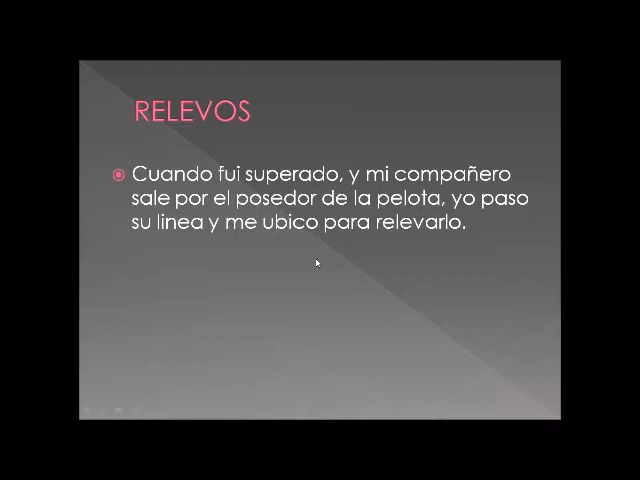 RELEVOS
Cuando fui superado, y mi compañero
sale por el posedor de la pelota, yo paso
su linea y me ubico para relevarlo.